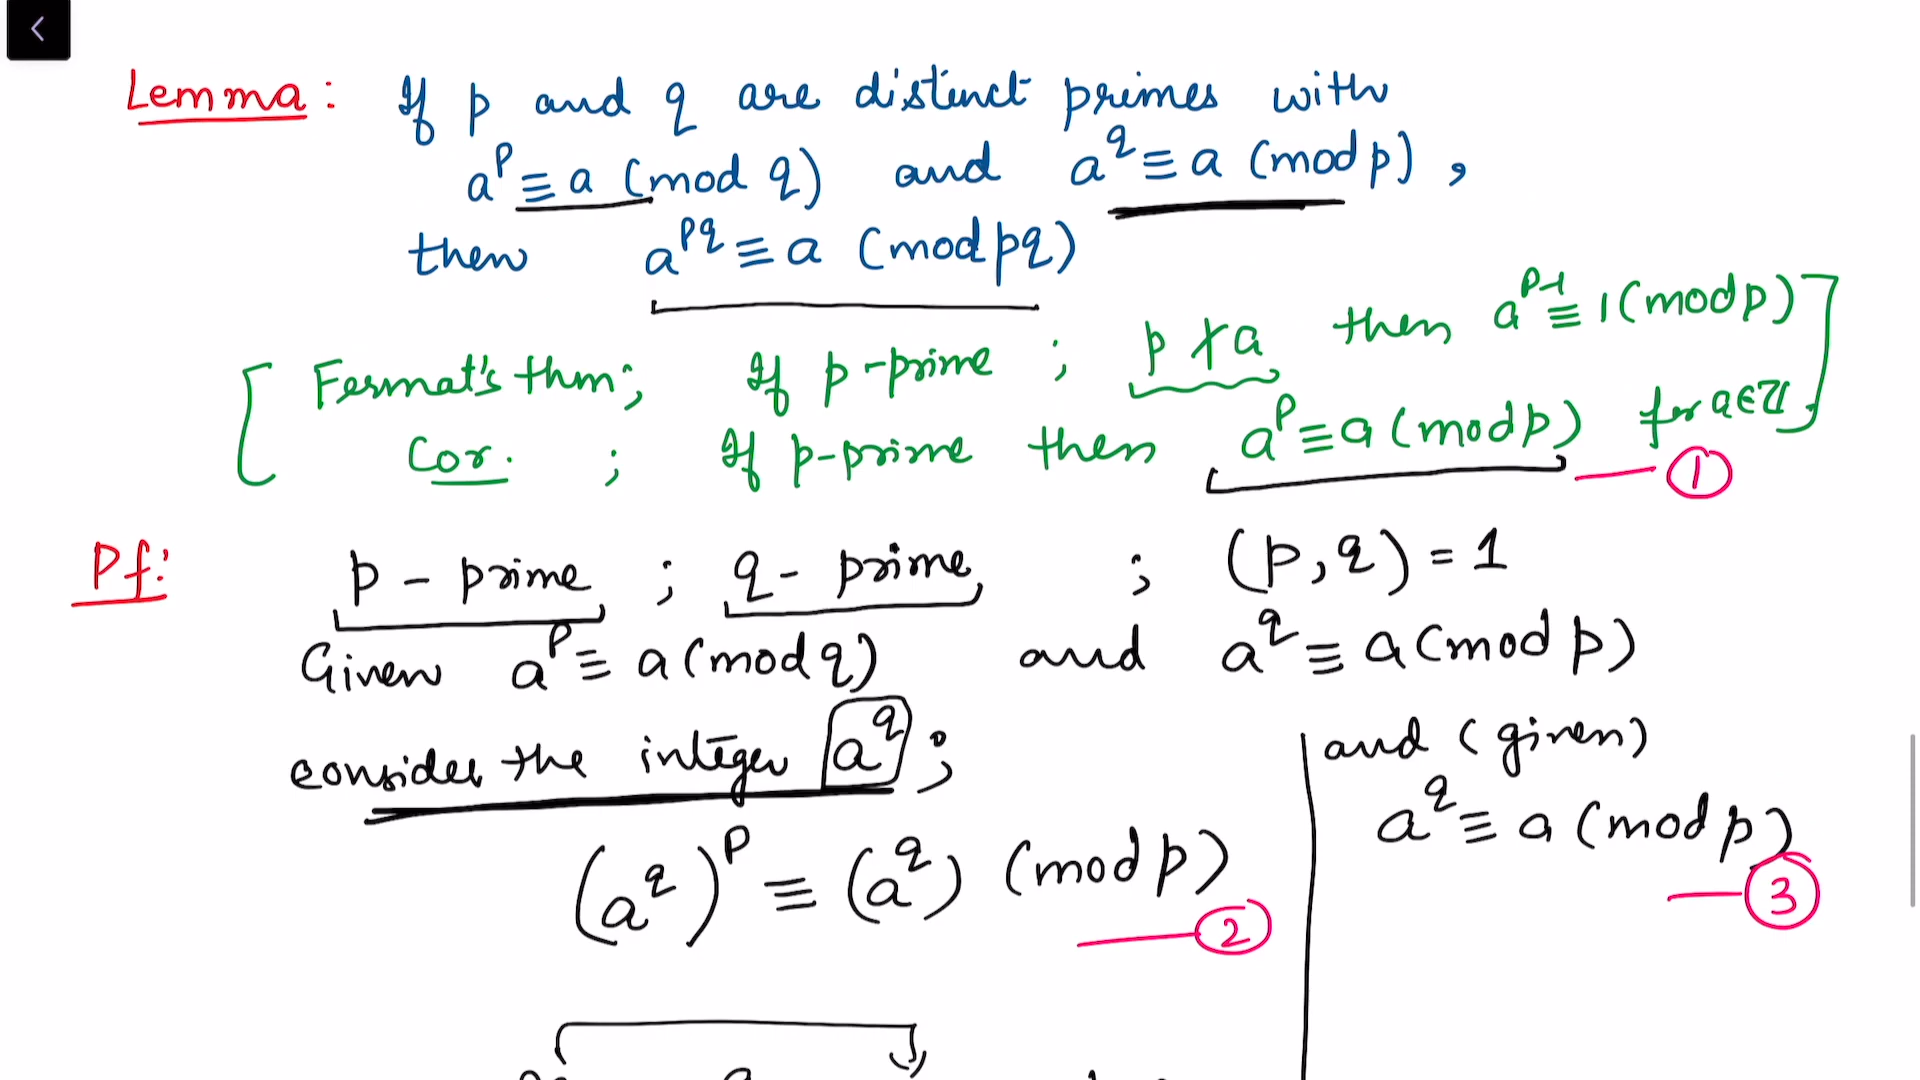 Lemma: If p and q are distinct primes with
a^p ≡ a (mod q) and a^q ≡ a (mod p),
then a^{pq} ≡ a (mod pq)
[ Fermat's thm; If p-prime ; p ∤ a then a^{p-1} ≡ 1 (mod p)
Cor. ; If p-prime then a^p ≡ a (mod p) for a∈ℤ ] — ①
Pf: p - prime ; q - prime ; (p,q) = 1
Given a^p ≡ a (mod q) and a^q ≡ a (mod p)
consider the integer a^q ;
(a^q)^p ≡ (a^q) (mod p) — ②
and (given)
a^q ≡ a (mod p) — ③